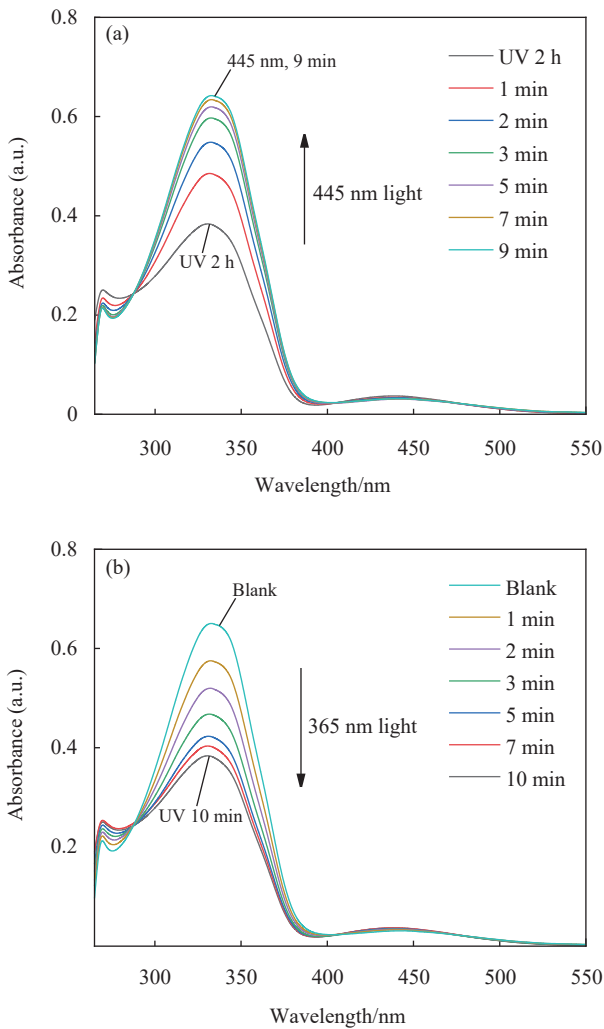 (a)
0.8
0.6
0.4
0.2
0
Absorbance (a.u.)
445 nm, 9 min
UV 2 h
445 nm light
UV 2 h
1 min
2 min
3 min
5 min
7 min
9 min
300 350 400 450 500 550
Wavelength/nm
(b)
0.8
0.6
0.4
0.2
Absorbance (a.u.)
Blank
UV 10 min
365 nm light
Blank
1 min
2 min
3 min
5 min
7 min
10 min
300 350 400 450 500 550
Wavelength/nm